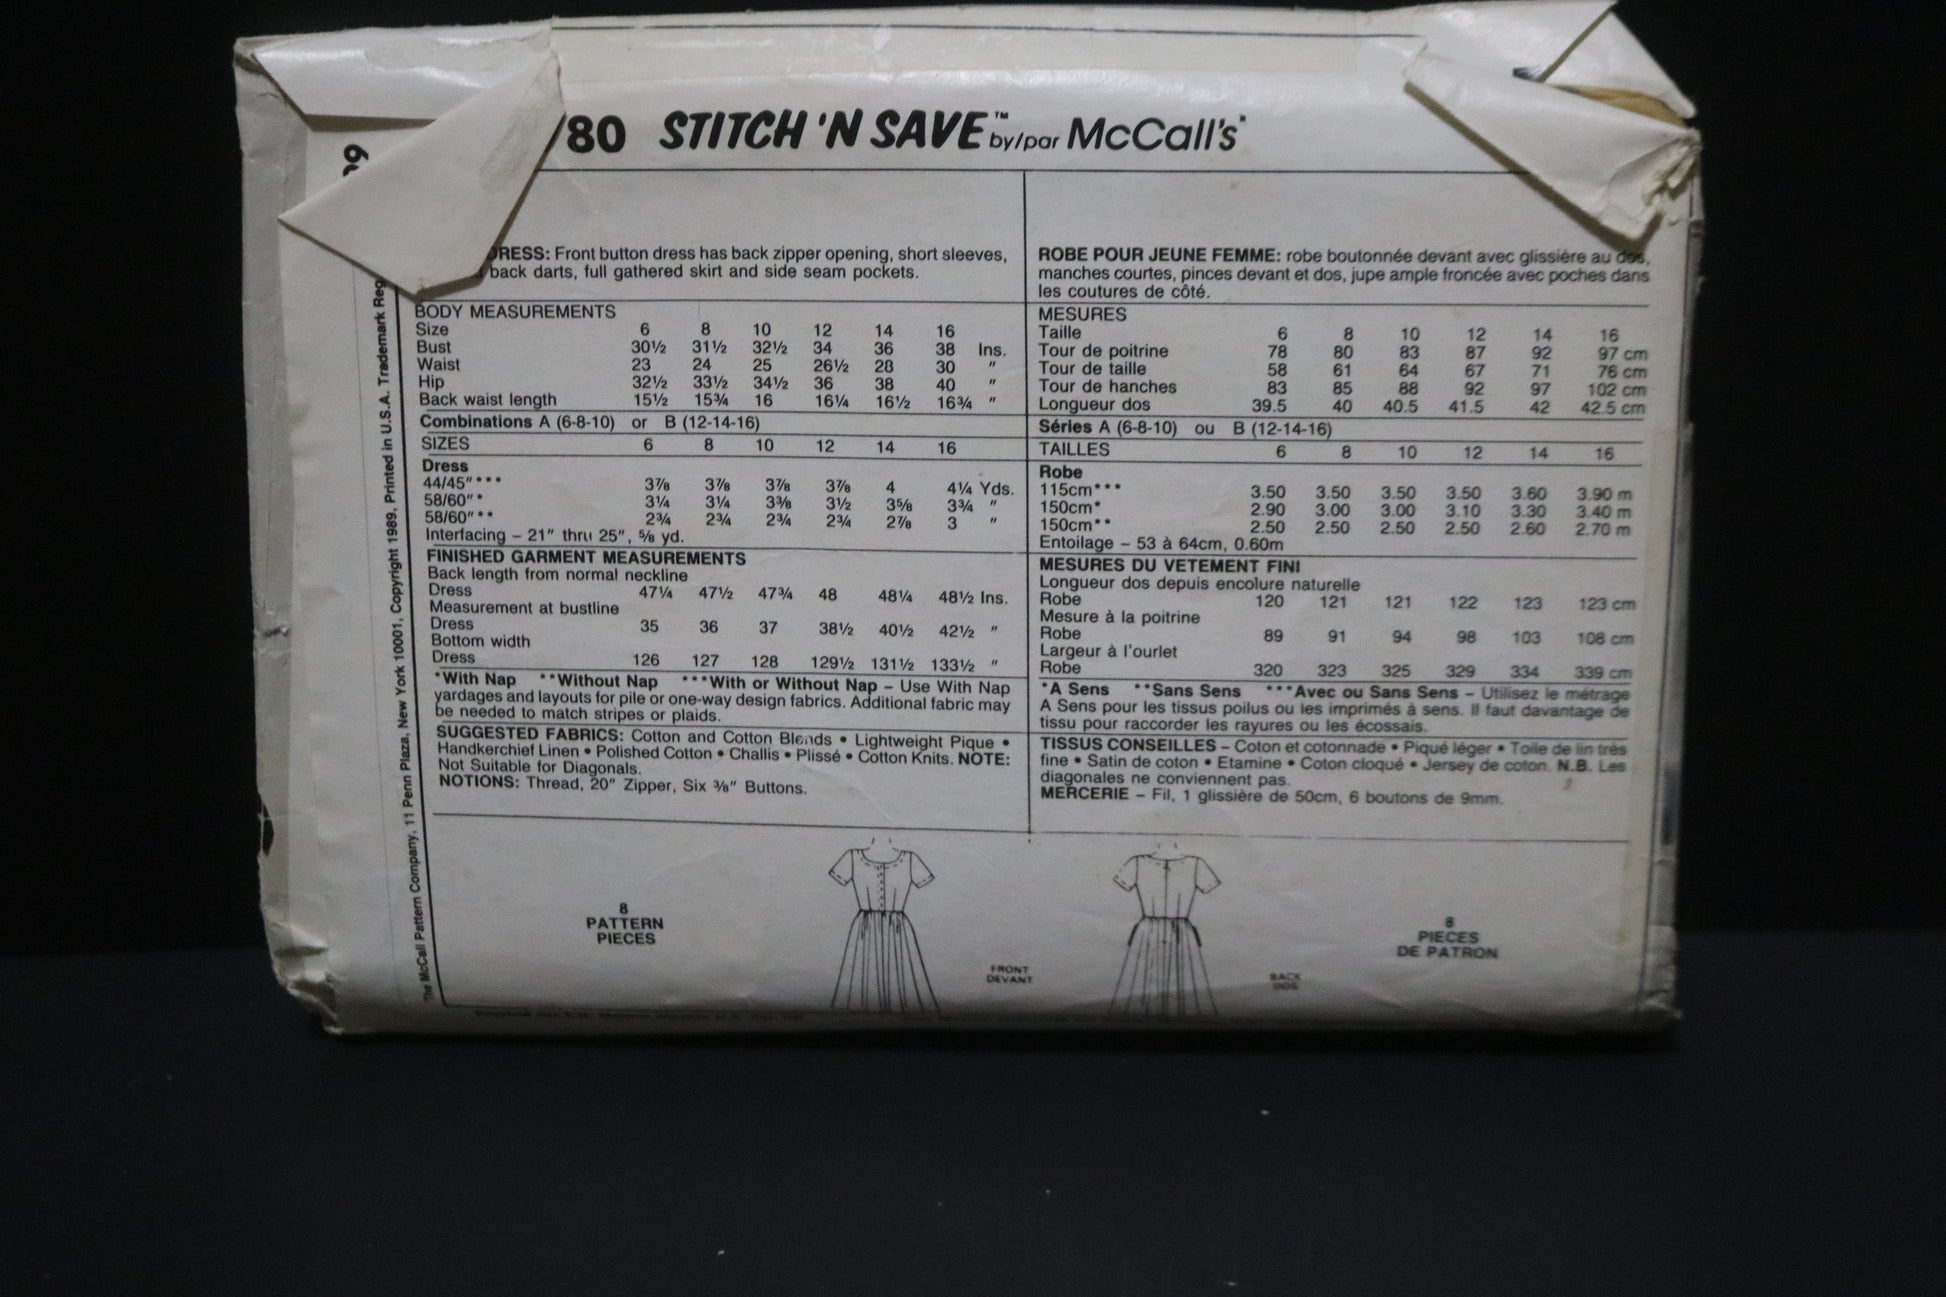 80 STITCH 'N SAVE™ by/par McCall's*
DRESS: Front button dress has back zipper opening, short sleeves,
back darts, full gathered skirt and side seam pockets.
BODY MEASUREMENTS
Size 6 8 10 12 14 16
Bust 30½ 31½ 32½ 34 36 38 Ins.
Waist 23 24 25 26½ 28 30 "
Hip 32½ 33½ 34½ 36 38 40 "
Back waist length 15½ 15¾ 16 16¼ 16½ 16¾ "
Combinations A (6-8-10) or B (12-14-16)
SIZES 6 8 10 12 14 16
Dress
44/45"*** 3⅞ 3⅞ 3⅞ 3⅞ 4 4¼ Yds.
58/60"* 3¼ 3¼ 3⅜ 3½ 3⅝ 3¾ "
58/60"** 2¾ 2¾ 2¾ 2¾ 2⅞ 3 "
Interfacing – 21" thru 25", ⅝ yd.
FINISHED GARMENT MEASUREMENTS
Back length from normal neckline
Dress 47¼ 47½ 47¾ 48 48¼ 48½ Ins.
Measurement at bustline
Dress 35 36 37 38½ 40½ 42½ "
Bottom width
Dress 126 127 128 129½ 131½ 133½ "
*With Nap **Without Nap ***With or Without Nap – Use With Nap
yardages and layouts for pile or one-way design fabrics. Additional fabric may
be needed to match stripes or plaids.
SUGGESTED FABRICS: Cotton and Cotton Blends • Lightweight Pique •
Handkerchief Linen • Polished Cotton • Challis • Plissé • Cotton Knits. NOTE:
Not Suitable for Diagonals.
NOTIONS: Thread, 20" Zipper, Six ⅜" Buttons.
ROBE POUR JEUNE FEMME: robe boutonnée devant avec glissière au dos,
manches courtes, pinces devant et dos, jupe ample froncée avec poches dans
les coutures de côté.
MESURES
Taille 6 8 10 12 14 16
Tour de poitrine 78 80 83 87 92 97 cm
Tour de taille 58 61 64 67 71 76 cm
Tour de hanches 83 85 88 92 97 102 cm
Longueur dos 39.5 40 40.5 41.5 42 42.5 cm
Séries A (6-8-10) ou B (12-14-16)
TAILLES 6 8 10 12 14 16
Robe
115cm*** 3.50 3.50 3.50 3.50 3.60 3.90 m
150cm* 2.90 3.00 3.00 3.10 3.30 3.40 m
150cm** 2.50 2.50 2.50 2.50 2.60 2.70 m
Entoilage – 53 à 64cm, 0.60m
MESURES DU VETEMENT FINI
Longueur dos depuis encolure naturelle
Robe 120 121 121 122 123 123 cm
Mesure à la poitrine
Robe 89 91 94 98 103 108 cm
Largeur à l'ourlet
Robe 320 323 325 329 334 339 cm
*A Sens **Sans Sens ***Avec ou Sans Sens – Utilisez le métrage
A Sens pour les tissus poilus ou les imprimés à sens. Il faut davantage de
tissu pour raccorder les rayures ou les écossais.
TISSUS CONSEILLES – Coton et cotonnade • Piqué léger • Toile de lin très
fine • Satin de coton • Etamine • Coton cloqué • Jersey de coton. N.B. Les
diagonales ne conviennent pas.
MERCERIE – Fil, 1 glissière de 50cm, 6 boutons de 9mm.
8
PATTERN
PIECES
FRONT
DEVANT
BACK
DOS
8
PIECES
DE PATRON
The McCall Pattern Company, 11 Penn Plaza, New York 10001, Copyright 1989, Printed in U.S.A. Trademark Reg